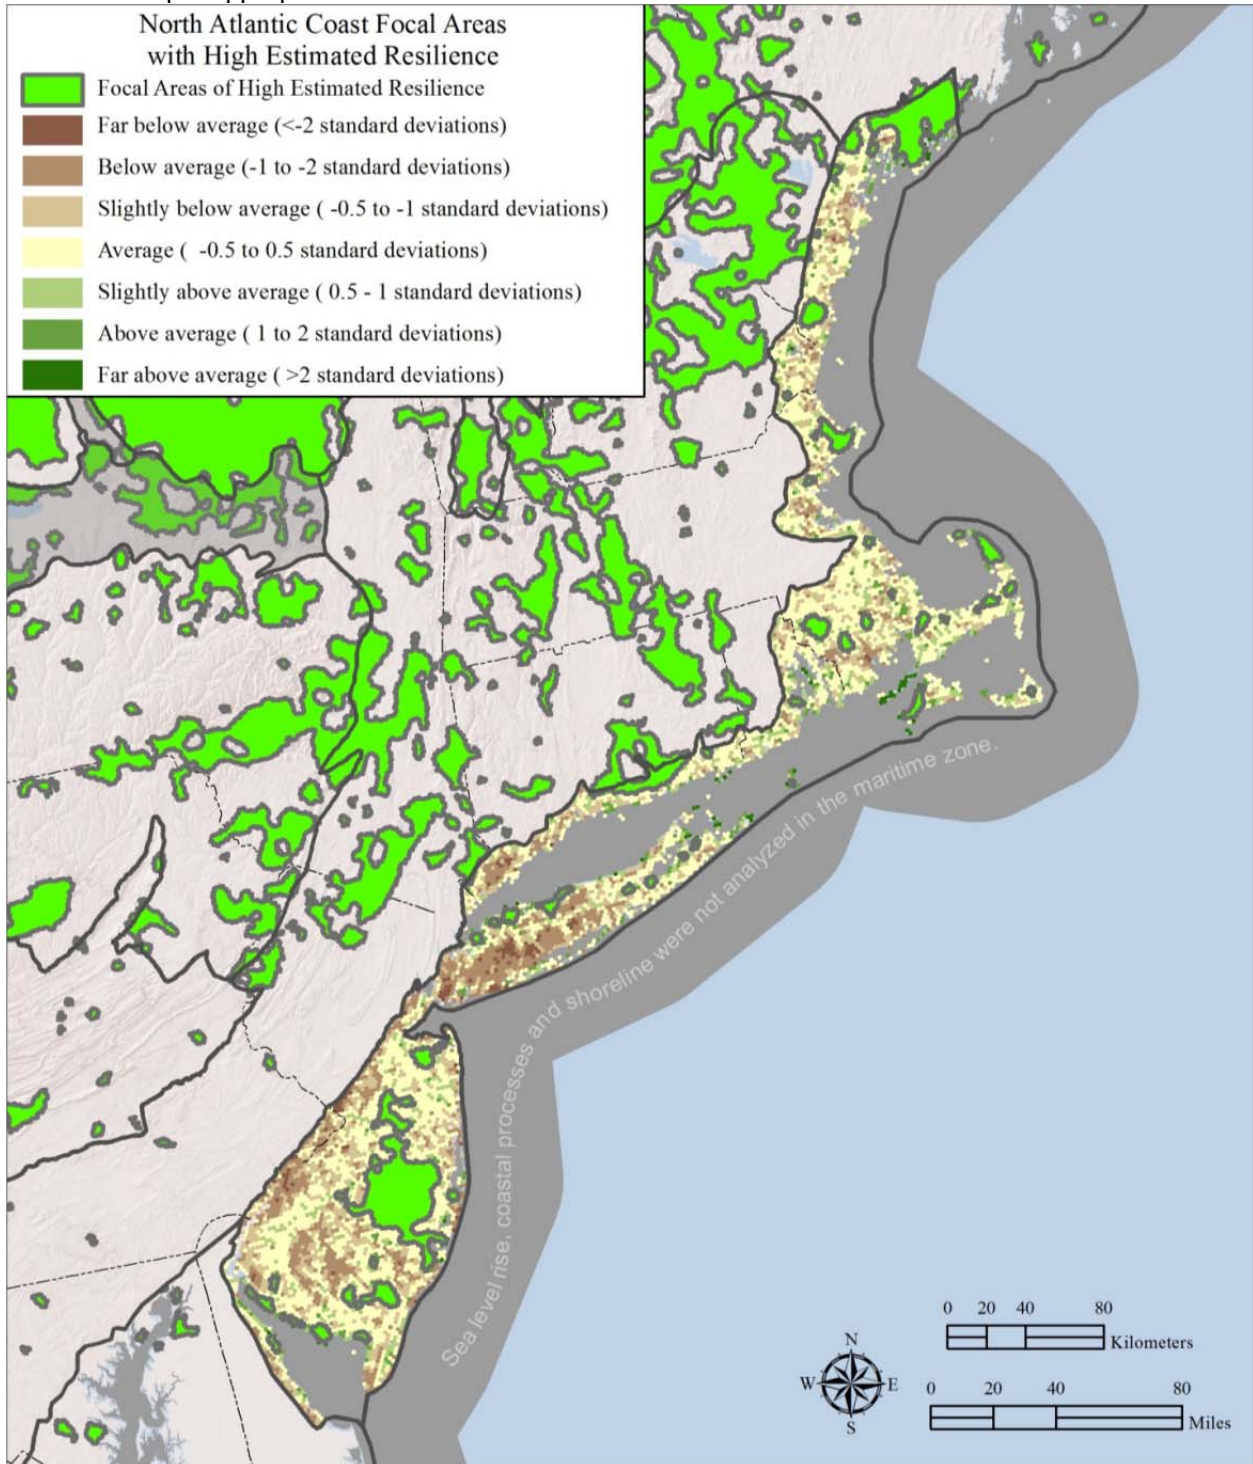 North Atlantic Coast Focal Areas
with High Estimated Resilience
Focal Areas of High Estimated Resilience
Far below average (<-2 standard deviations)
Below average (-1 to -2 standard deviations)
Slightly below average ( -0.5 to -1 standard deviations)
Average (  -0.5 to 0.5 standard deviations)
Slightly above average ( 0.5 - 1 standard deviations)
Above average ( 1 to 2 standard deviations)
Far above average ( >2 standard deviations)
Sea level rise, coastal processes and shoreline were not analyzed in the maritime zone.
N
W E
S
0 20 40 80
Kilometers
0 20 40 80
Miles